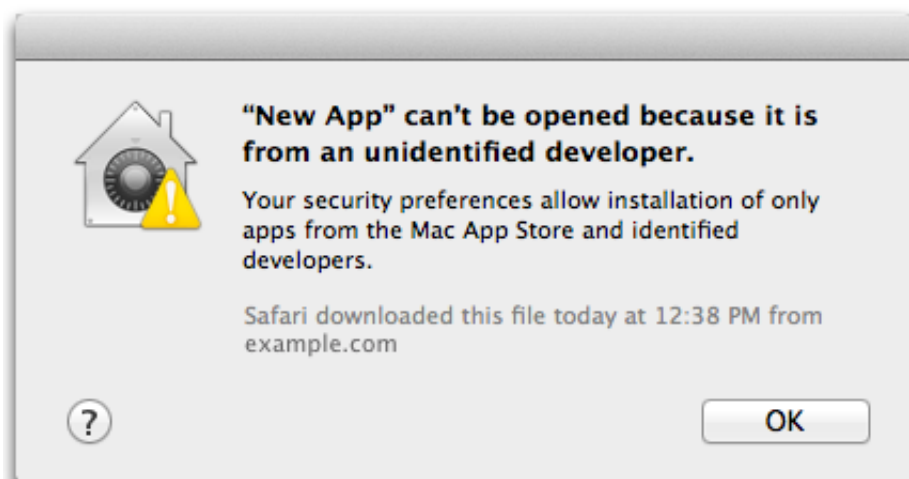 “New App” can't be opened because it is
from an unidentified developer.
Your security preferences allow installation of only
apps from the Mac App Store and identified
developers.
Safari downloaded this file today at 12:38 PM from
example.com
?
OK